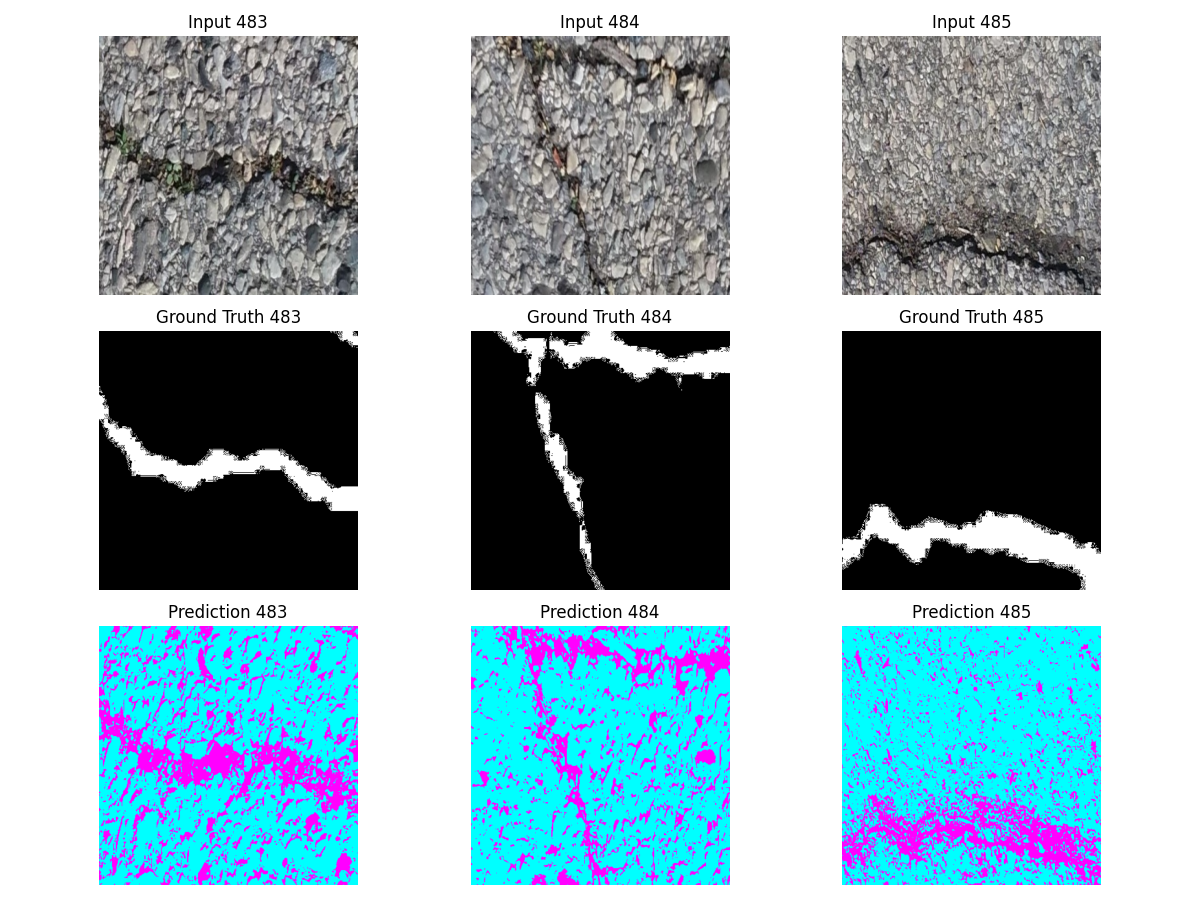 Input 483
Input 484
Input 485
Ground Truth 483
Ground Truth 484
Ground Truth 485
Prediction 483
Prediction 484
Prediction 485